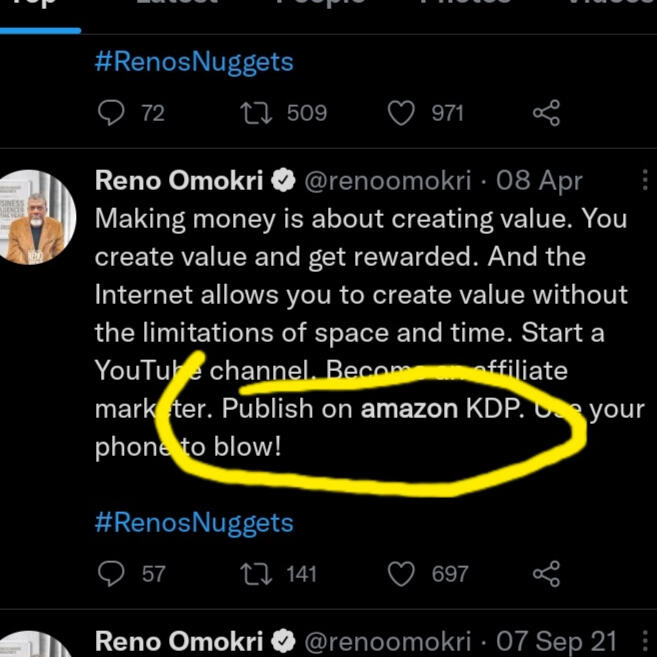 Top Latest People Photos Videos
#RenosNuggets
72 509 971
Reno Omokri @renoomokri · 08 Apr
Making money is about creating value. You
create value and get rewarded. And the
Internet allows you to create value without
the limitations of space and time. Start a
YouTube channel. Become an affiliate
marketer. Publish on amazon KDP. Use your
phone to blow!
#RenosNuggets
57 141 697
Reno Omokri @renoomokri · 07 Sep 21